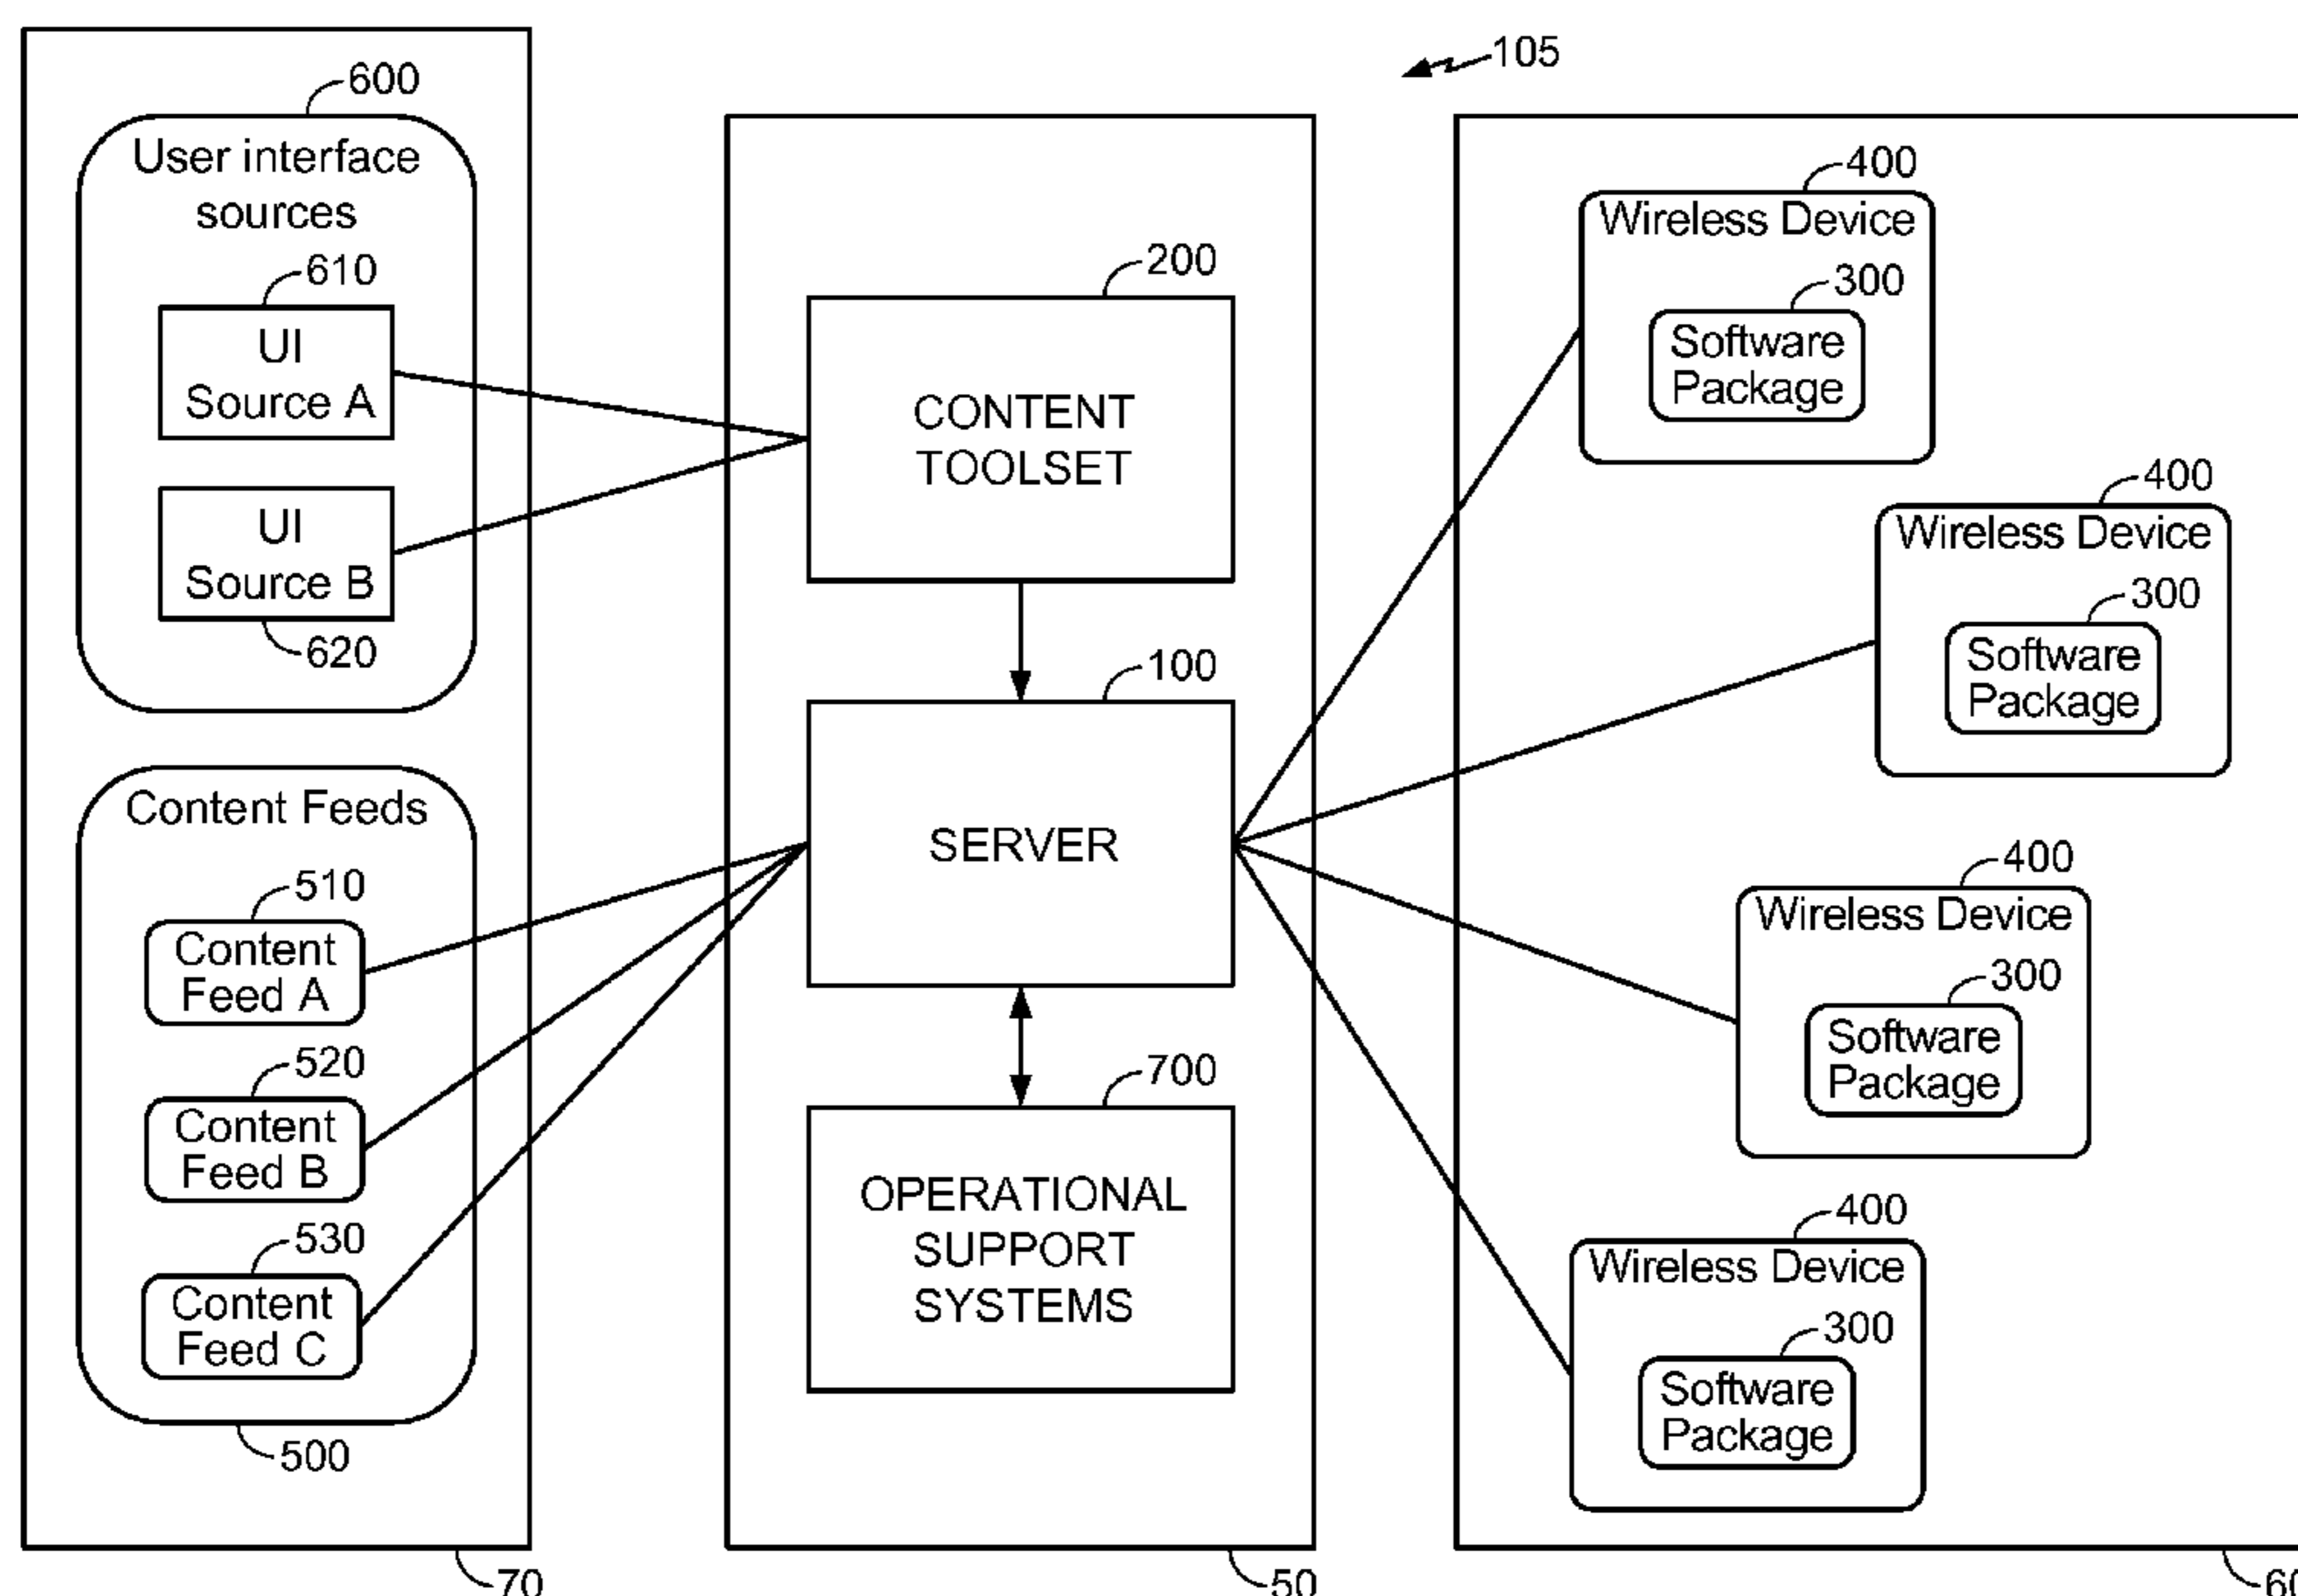 105
600
User interface
sources
610
UI
Source A
UI
Source B
620
Content Feeds
510
Content
Feed A
520
Content
Feed B
530
Content
Feed C
500
70
200
CONTENT
TOOLSET
100
SERVER
700
OPERATIONAL
SUPPORT
SYSTEMS
50
400
Wireless Device
300
Software
Package
400
Wireless Device
300
Software
Package
400
Wireless Device
300
Software
Package
400
Wireless Device
300
Software
Package
60